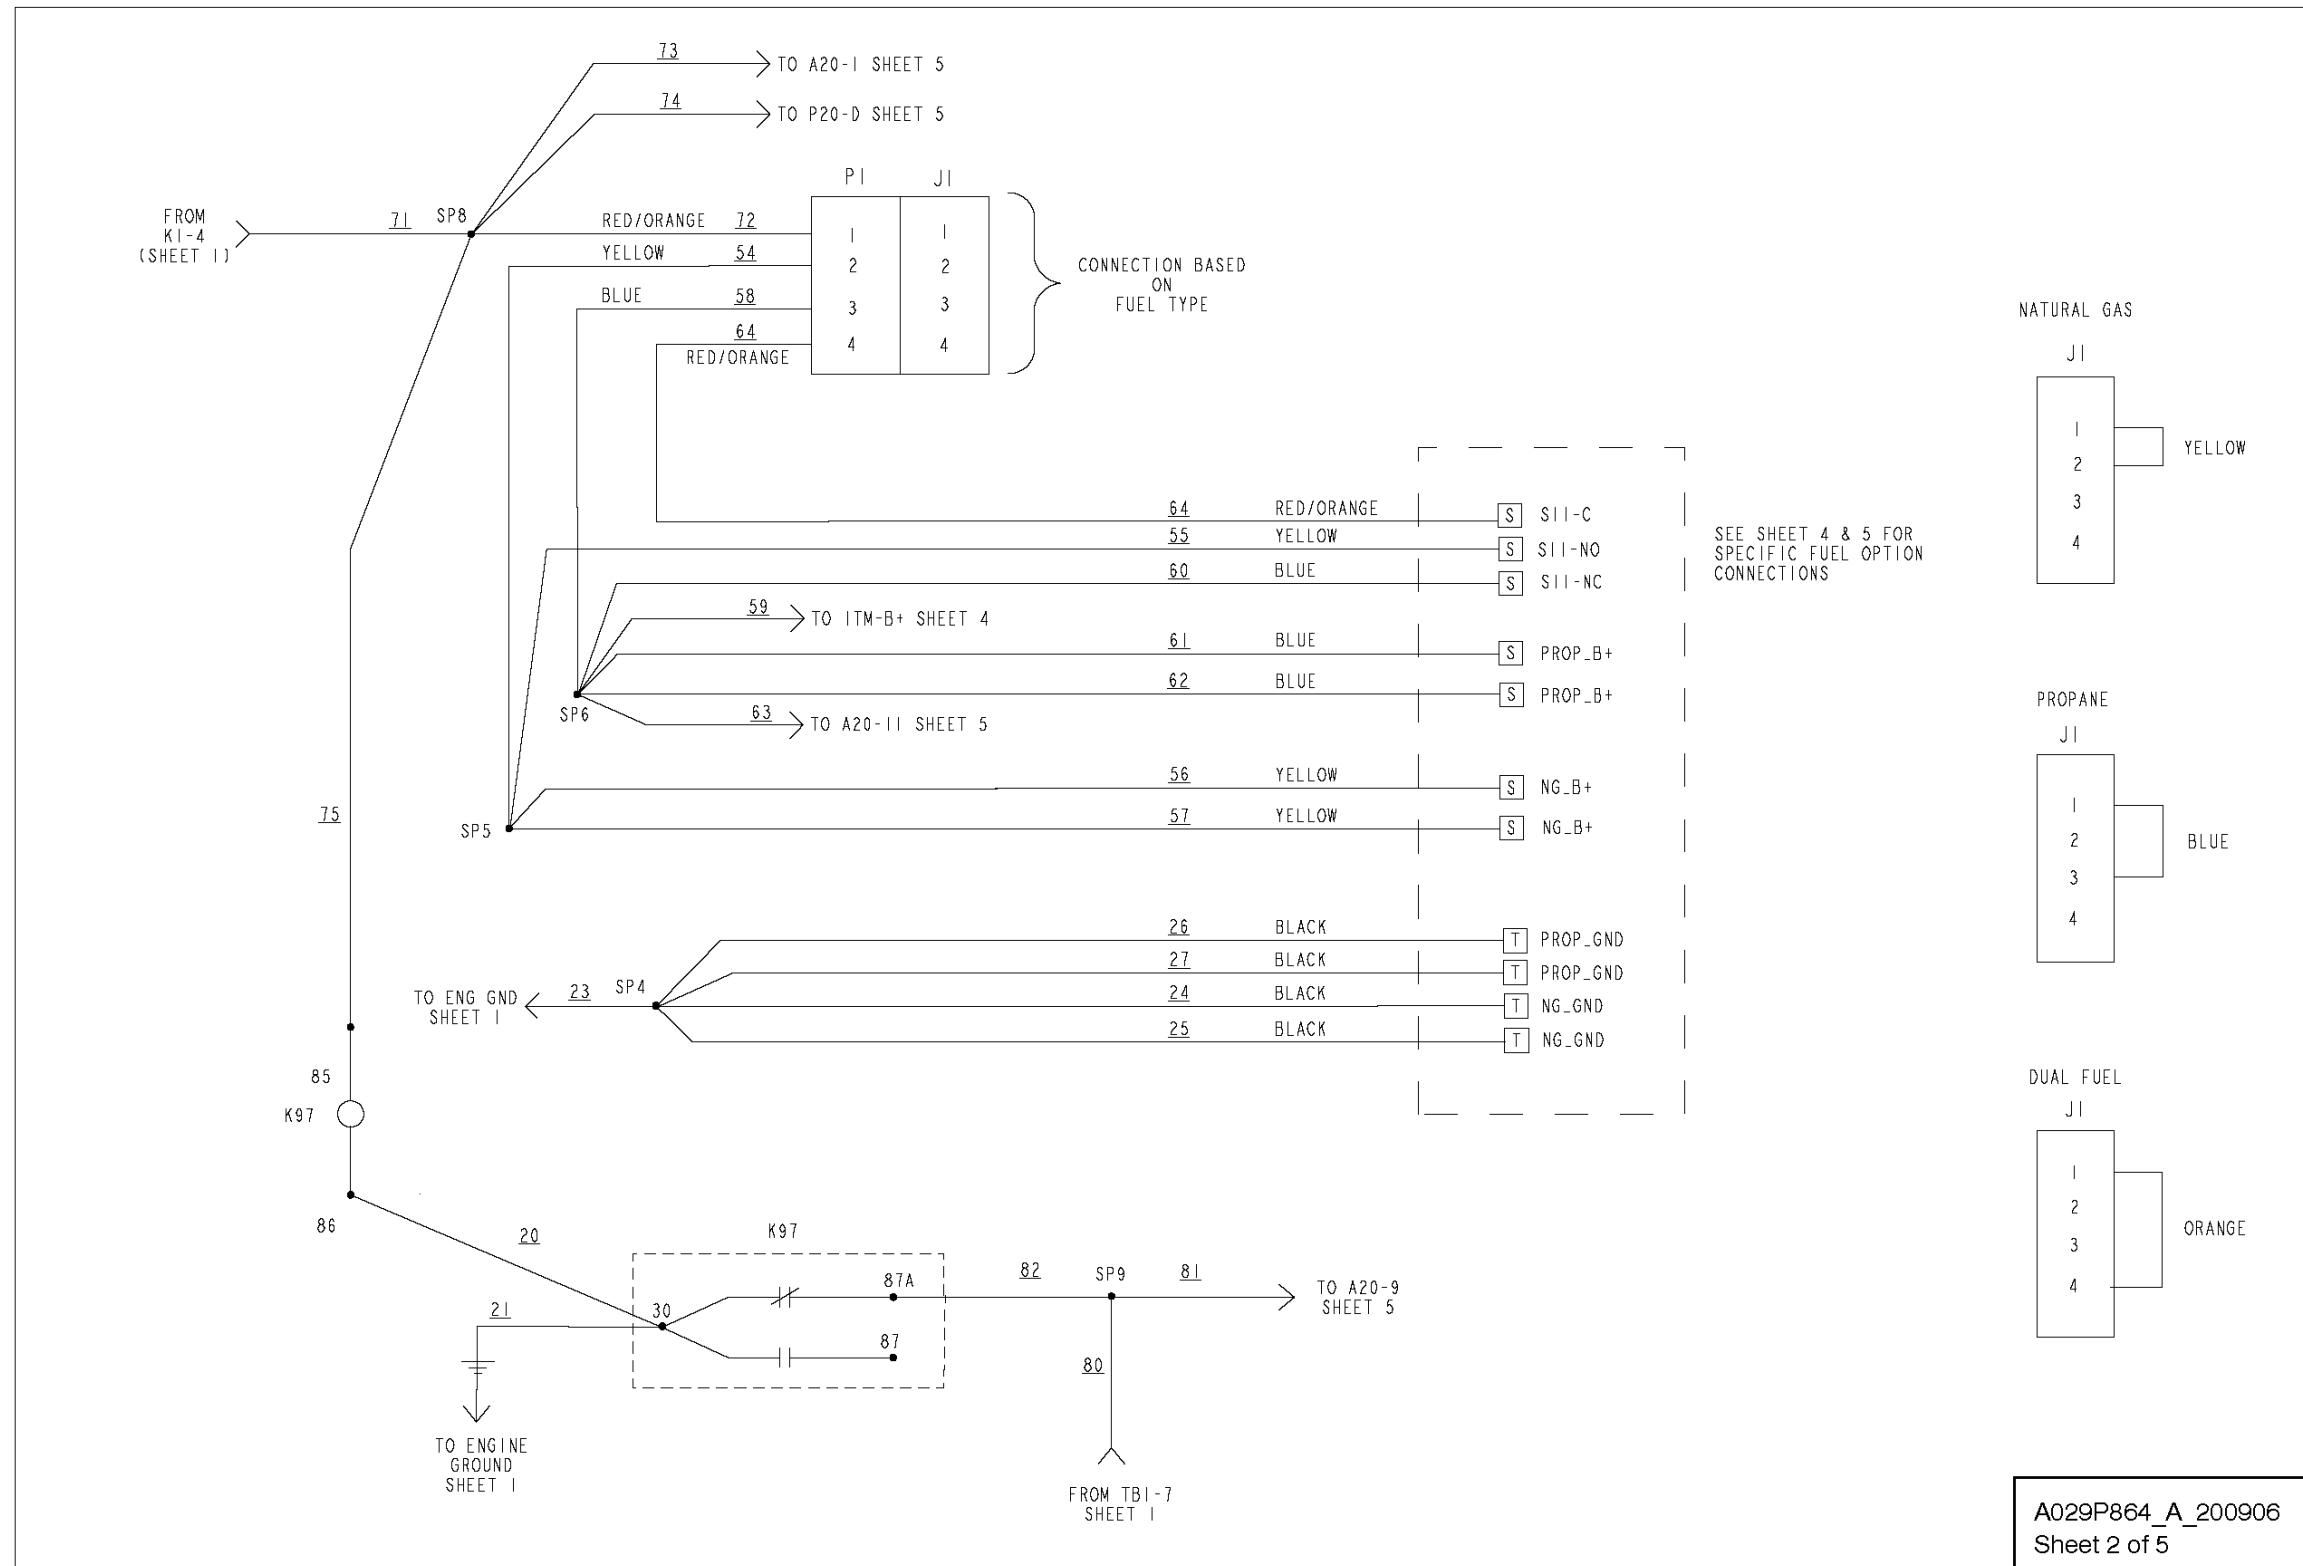 73
TO A20-1 SHEET 5
74
TO P20-D SHEET 5
P1 J1
FROM
K1-4
(SHEET 1)
71
SP8
RED/ORANGE 72
YELLOW 54
BLUE 58
64
RED/ORANGE
1 1
2 2
3 3
4 4
CONNECTION BASED
ON
FUEL TYPE
64 RED/ORANGE S S11-C
55 YELLOW S S11-NO
60 BLUE S S11-NC
59 TO ITM-B+ SHEET 4
61 BLUE S PROP_B+
62 BLUE S PROP_B+
SP6
63 TO A20-11 SHEET 5
56 YELLOW S NG_B+
57 YELLOW S NG_B+
SP5
75
SEE SHEET 4 & 5 FOR
SPECIFIC FUEL OPTION
CONNECTIONS
26 BLACK T PROP_GND
27 BLACK T PROP_GND
24 BLACK T NG_GND
25 BLACK T NG_GND
TO ENG GND
SHEET 1
23
SP4
85
K97
86
20
21
K97
30
87A
87
82
SP9
81
TO A20-9
SHEET 5
80
FROM TB1-7
SHEET 1
TO ENGINE
GROUND
SHEET 1
NATURAL GAS
J1
1
2
3
4
YELLOW
PROPANE
J1
1
2
3
4
BLUE
DUAL FUEL
J1
1
2
3
4
ORANGE
A029P864_A_200906
Sheet 2 of 5